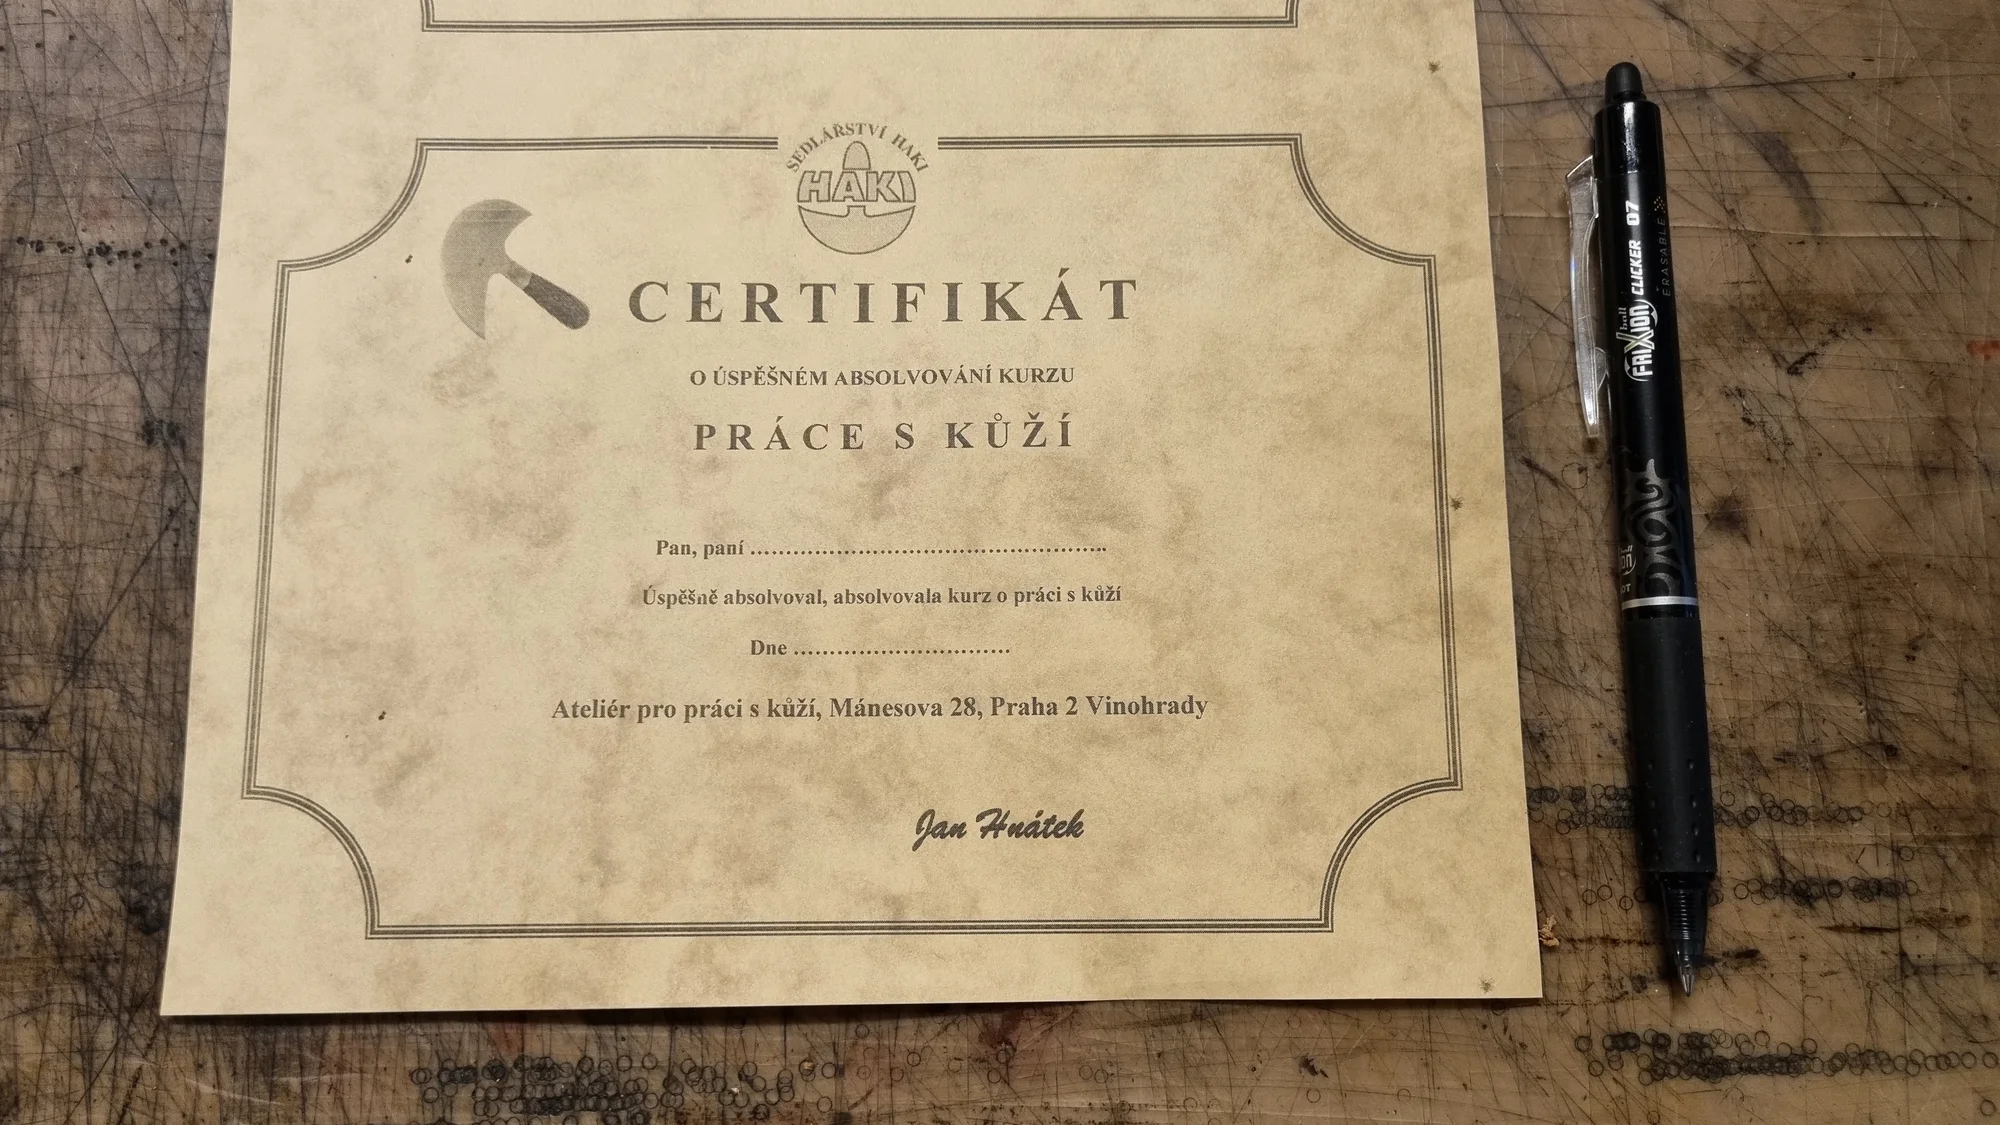 SEDLÁŘSTVÍ HAKI
HAKI
CERTIFIKÁT
O ÚSPĚŠNÉM ABSOLVOVÁNÍ KURZU
PRÁCE S KŮŽÍ
Pan, paní ..........................................................
Úspěšně absolvoval, absolvovala kurz o práci s kůží
Dne ....................................
Ateliér pro práci s kůží, Mánesova 28, Praha 2 Vinohrady
Jan Hnátek
FRIXION ball CLICKER 07
ERASABLE